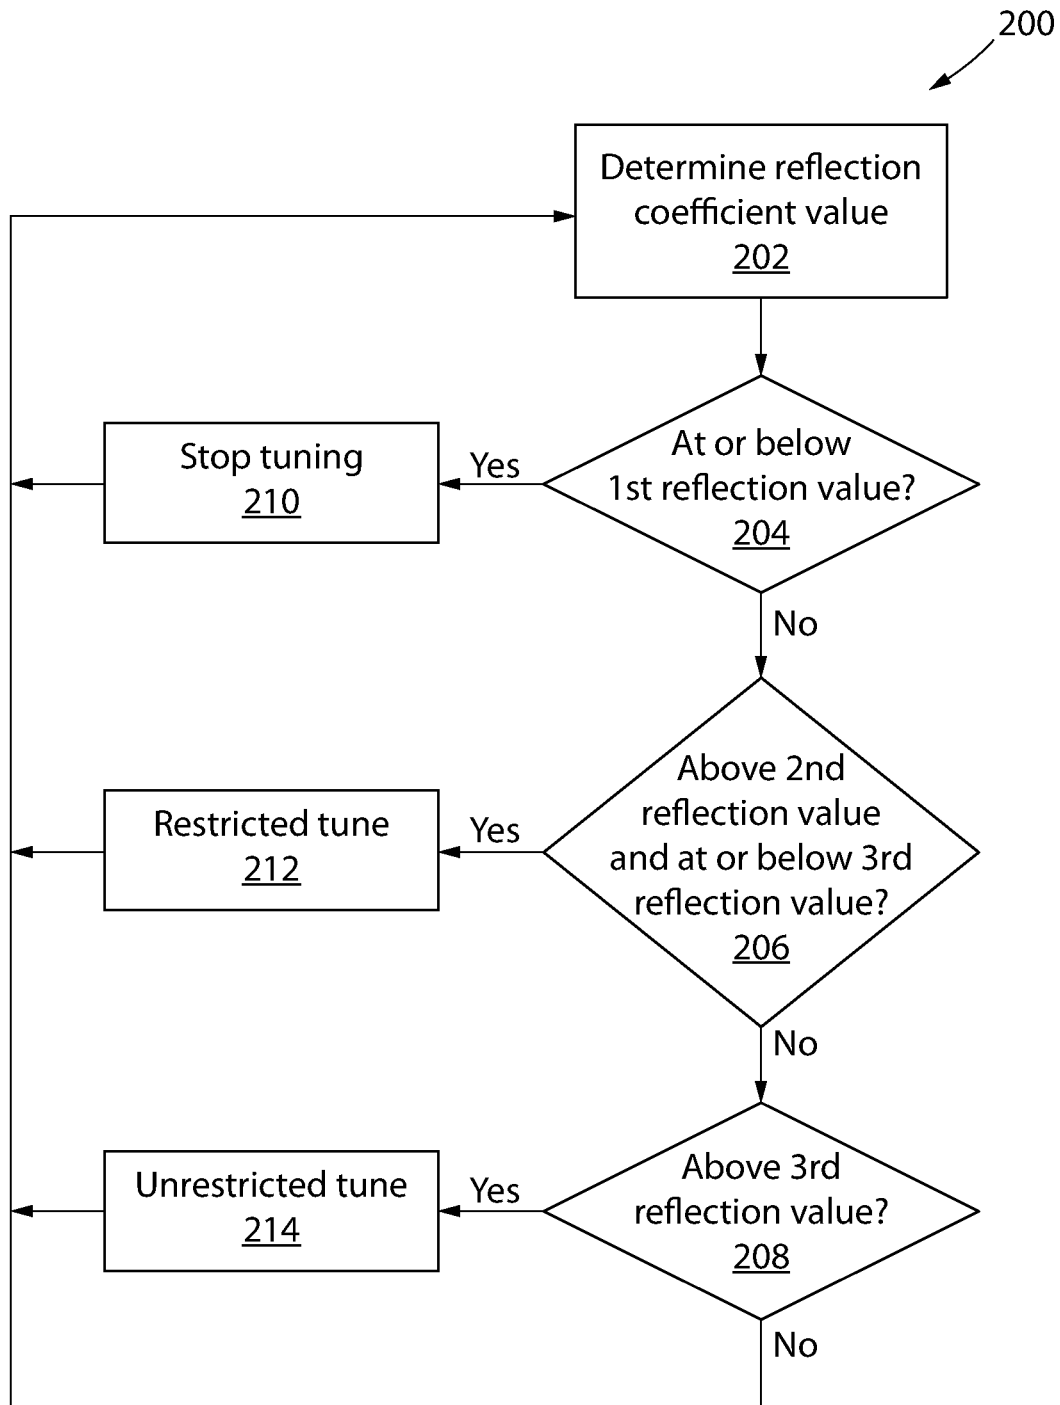 200
Determine reflection
coefficient value
202
At or below
1st reflection value?
204
Yes
Stop tuning
210
No
Above 2nd
reflection value
and at or below 3rd
reflection value?
206
Yes
Restricted tune
212
No
Above 3rd
reflection value?
208
Yes
Unrestricted tune
214
No